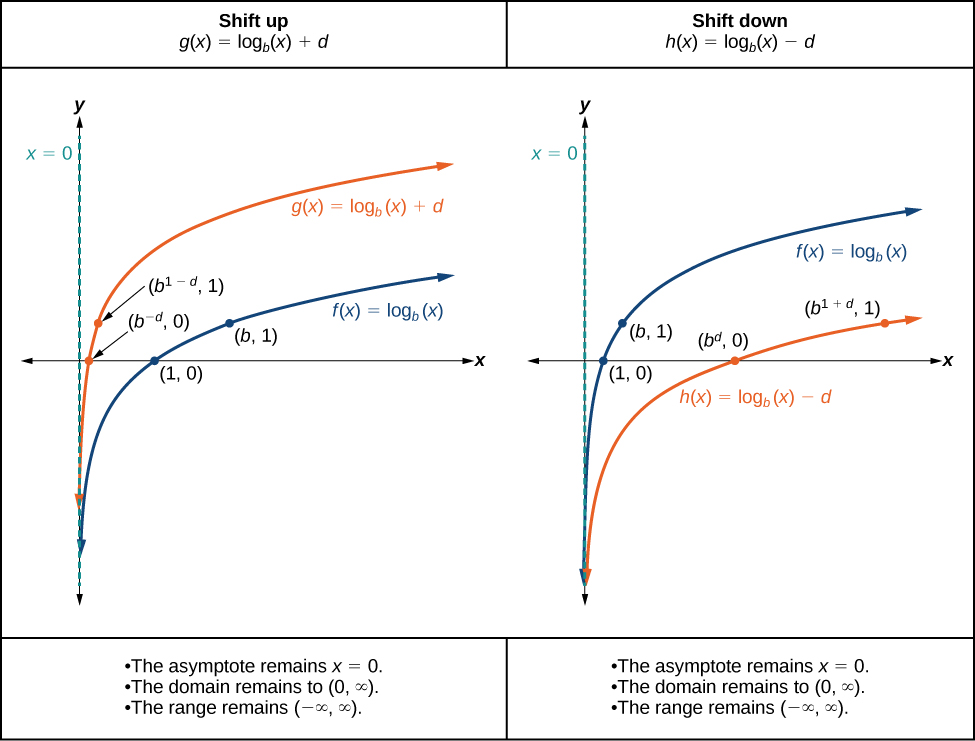 Shift up
g(x) = log_b(x) + d
Shift down
h(x) = log_b(x) − d
y
x = 0
g(x) = log_b(x) + d
(b^{1 − d}, 1)
(b^{−d}, 0)
f(x) = log_b(x)
(b, 1)
x
(1, 0)
y
x = 0
f(x) = log_b(x)
(b^{1 + d}, 1)
(b, 1)
(b^d, 0)
x
(1, 0)
h(x) = log_b(x) − d
•The asymptote remains x = 0.
•The domain remains to (0, ∞).
•The range remains (−∞, ∞).
•The asymptote remains x = 0.
•The domain remains to (0, ∞).
•The range remains (−∞, ∞).